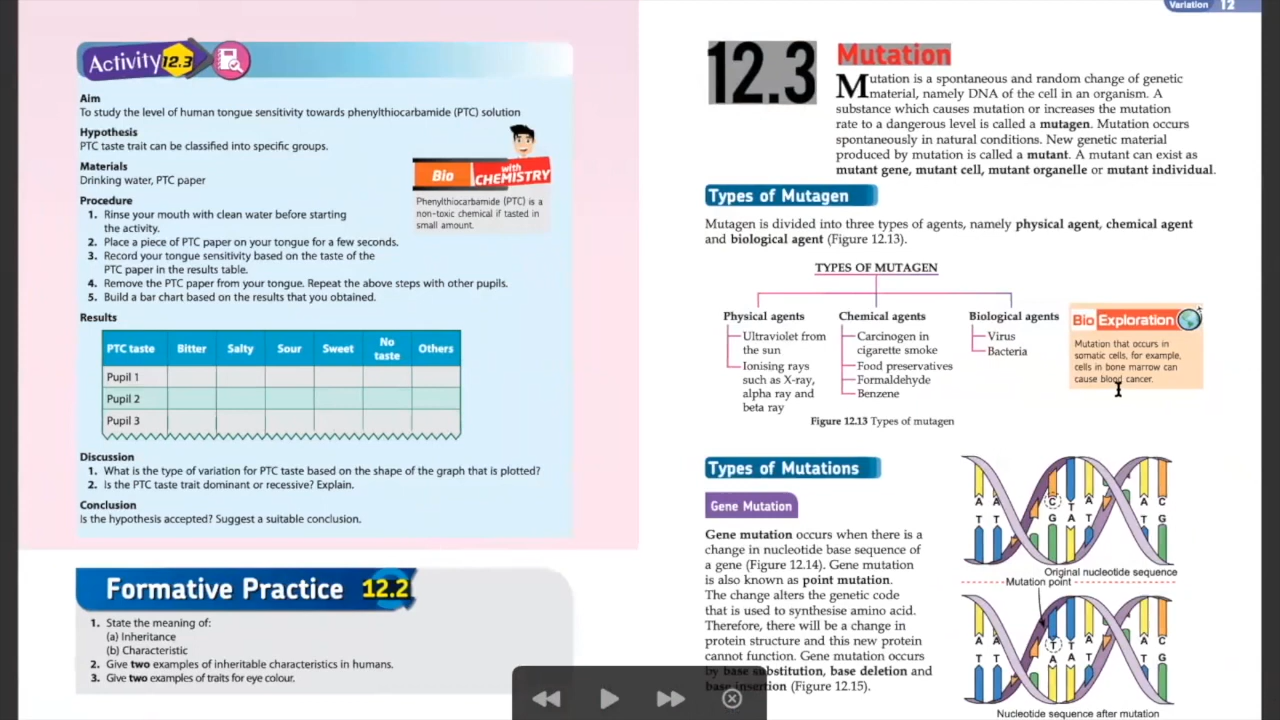 Variation 12
Activity 12.3
Aim
To study the level of human tongue sensitivity towards phenylthiocarbamide (PTC) solution
Hypothesis
PTC taste trait can be classified into specific groups.
Materials
Drinking water, PTC paper
Procedure
1. Rinse your mouth with clean water before starting
the activity.
2. Place a piece of PTC paper on your tongue for a few seconds.
3. Record your tongue sensitivity based on the taste of the
PTC paper in the results table.
4. Remove the PTC paper from your tongue. Repeat the above steps with other pupils.
5. Build a bar chart based on the results that you obtained.
Bio with CHEMISTRY
Phenylthiocarbamide (PTC) is a
non-toxic chemical if tasted in
small amount.
Results
PTC taste Bitter Salty Sour Sweet No taste Others
Pupil 1
Pupil 2
Pupil 3
Discussion
1. What is the type of variation for PTC taste based on the shape of the graph that is plotted?
2. Is the PTC taste trait dominant or recessive? Explain.
Conclusion
Is the hypothesis accepted? Suggest a suitable conclusion.
Formative Practice 12.2
1. State the meaning of:
(a) Inheritance
(b) Characteristic
2. Give two examples of inheritable characteristics in humans.
3. Give two examples of traits for eye colour.
12.3 Mutation
Mutation is a spontaneous and random change of genetic
material, namely DNA of the cell in an organism. A
substance which causes mutation or increases the mutation
rate to a dangerous level is called a mutagen. Mutation occurs
spontaneously in natural conditions. New genetic material
produced by mutation is called a mutant. A mutant can exist as
mutant gene, mutant cell, mutant organelle or mutant individual.
Types of Mutagen
Mutagen is divided into three types of agents, namely physical agent, chemical agent
and biological agent (Figure 12.13).
TYPES OF MUTAGEN
Physical agents
Ultraviolet from
the sun
Ionising rays
such as X-ray,
alpha ray and
beta ray
Chemical agents
Carcinogen in
cigarette smoke
Food preservatives
Formaldehyde
Benzene
Biological agents
Virus
Bacteria
Figure 12.13 Types of mutagen
Bio Exploration
Mutation that occurs in
somatic cells, for example,
cells in bone marrow can
cause blood cancer.
Types of Mutations
Gene Mutation
Gene mutation occurs when there is a
change in nucleotide base sequence of
a gene (Figure 12.14). Gene mutation
is also known as point mutation.
The change alters the genetic code
that is used to synthesise amino acid.
Therefore, there will be a change in
protein structure and this new protein
cannot function. Gene mutation occurs
by base substitution, base deletion and
base insertion (Figure 12.15).
A A C T A A C
T T G A T T G
Original nucleotide sequence
Mutation point
A A T T A A C
T T A A T T G
Nucleotide sequence after mutation